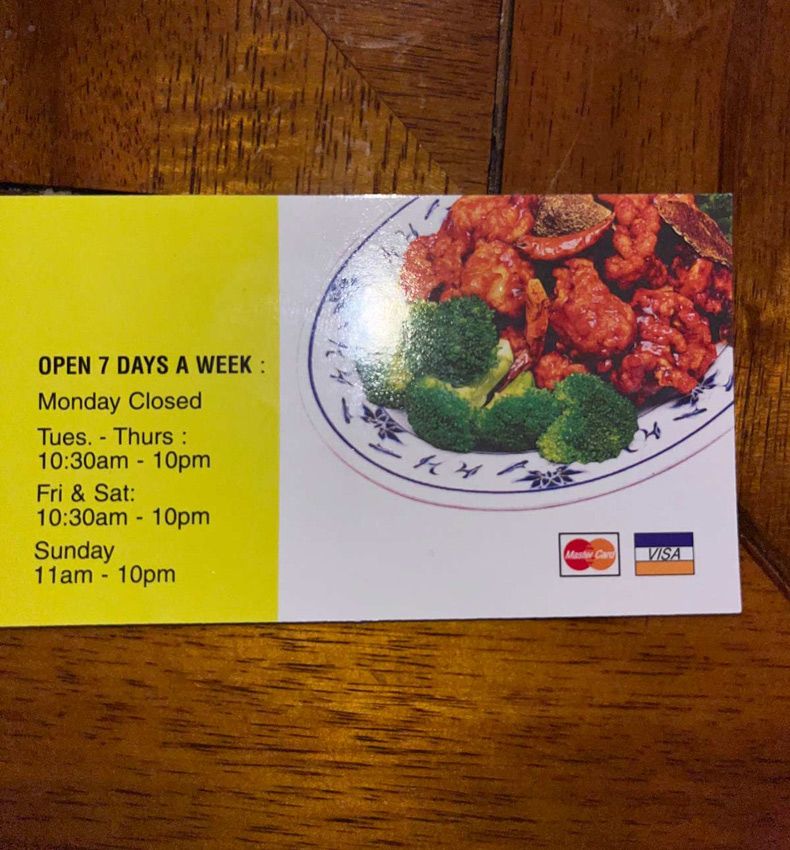 OPEN 7 DAYS A WEEK :
Monday Closed
Tues. - Thurs :
10:30am - 10pm
Fri & Sat:
10:30am - 10pm
Sunday
11am - 10pm
MasterCard
VISA